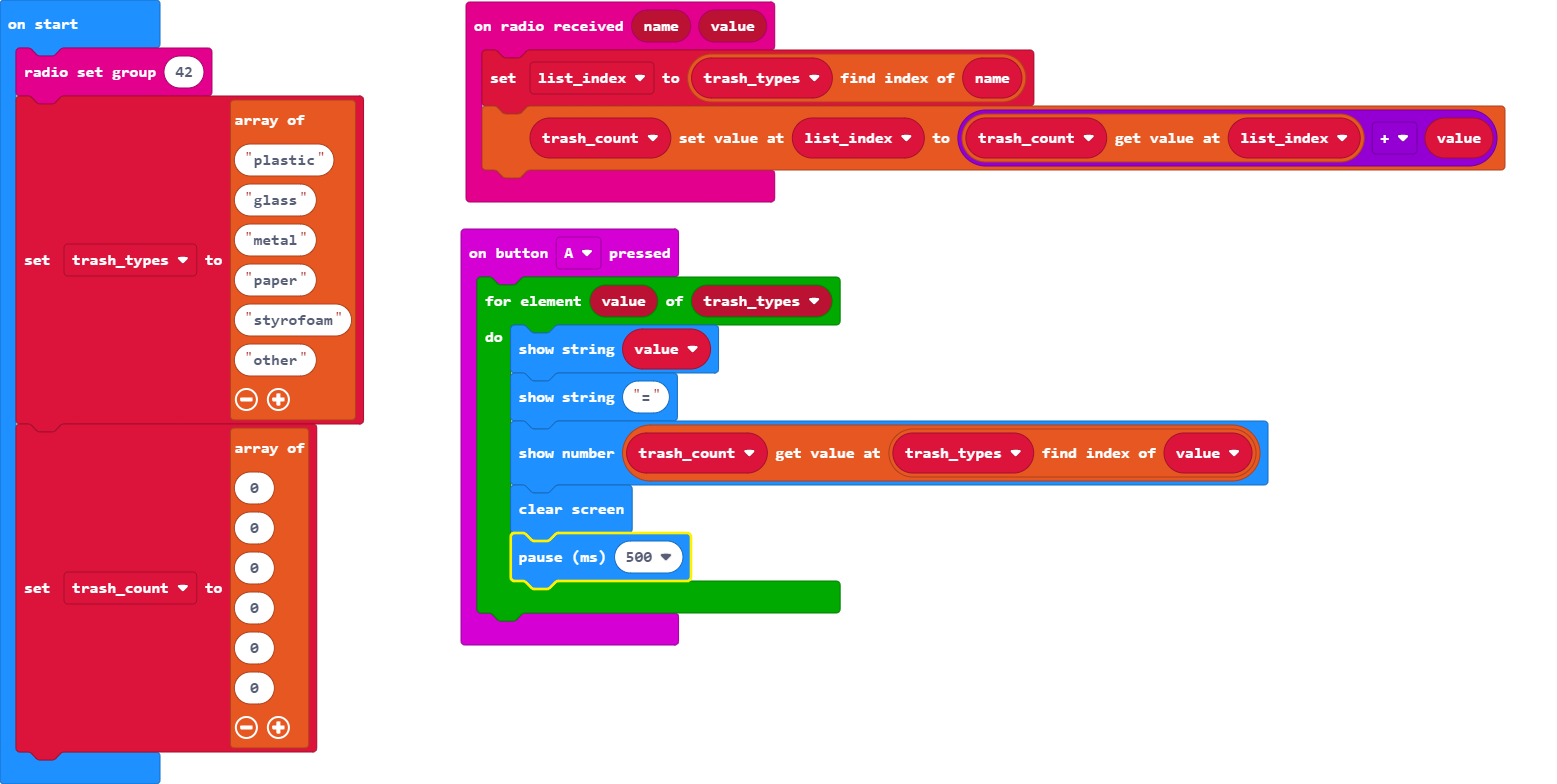 on start
radio set group 42
set trash_types to
array of
"plastic"
"glass"
"metal"
"paper"
"styrofoam"
"other"
set trash_count to
array of
0
0
0
0
0
0
on radio received name value
set list_index to trash_types find index of name
trash_count set value at list_index to trash_count get value at list_index + value
on button A pressed
for element value of trash_types
do
show string value
show string "="
show number trash_count get value at trash_types find index of value
clear screen
pause (ms) 500